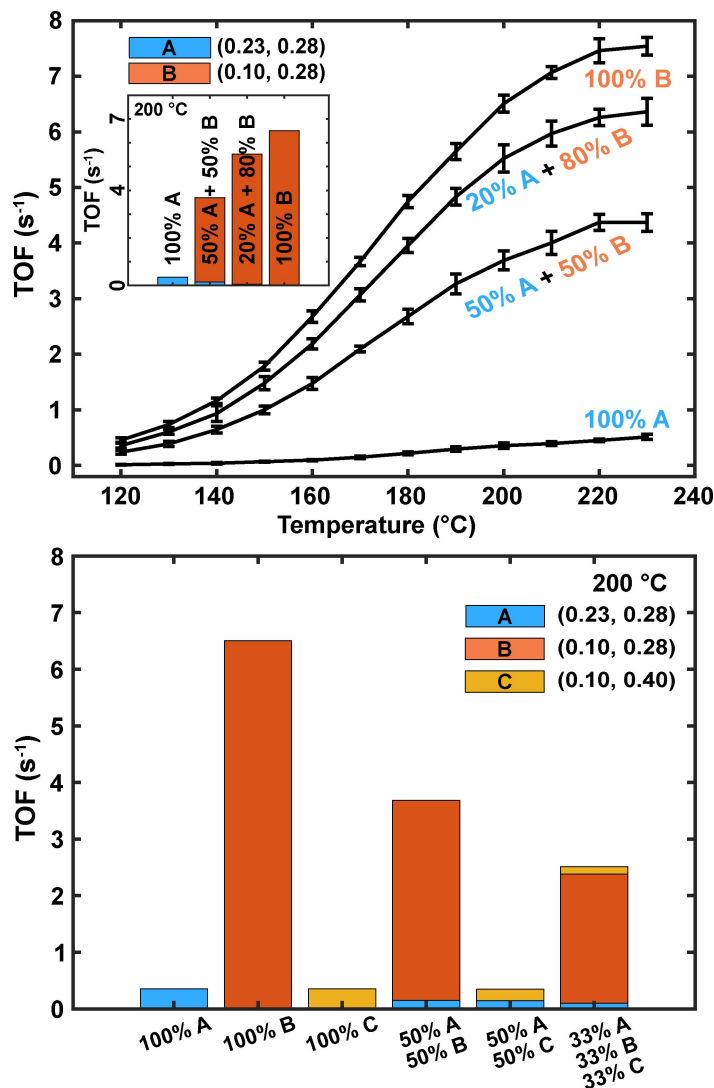 8
7
6
5
4
3
2
1
0
TOF (s-1)
A (0.23, 0.28)
B (0.10, 0.28)
200 °C
7
4
0
TOF (s-1)
100% A
50% A + 50% B
20% A + 80% B
100% B
100% B
20% A + 80% B
50% A + 50% B
100% A
120 140 160 180 200 220 240
Temperature (°C)
8
7
6
5
4
3
2
1
0
TOF (s-1)
200 °C
A (0.23, 0.28)
B (0.10, 0.28)
C (0.10, 0.40)
100% A
100% B
100% C
50% A
50% B
50% A
50% C
33% A
33% B
33% C